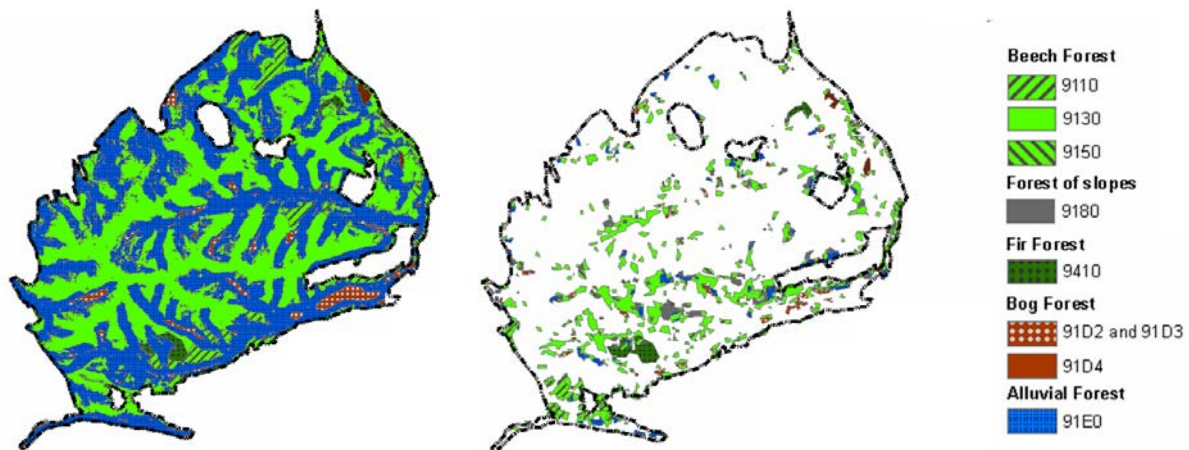 Beech Forest
9110
9130
9150
Forest of slopes
9180
Fir Forest
9410
Bog Forest
91D2 and 91D3
91D4
Alluvial Forest
91E0